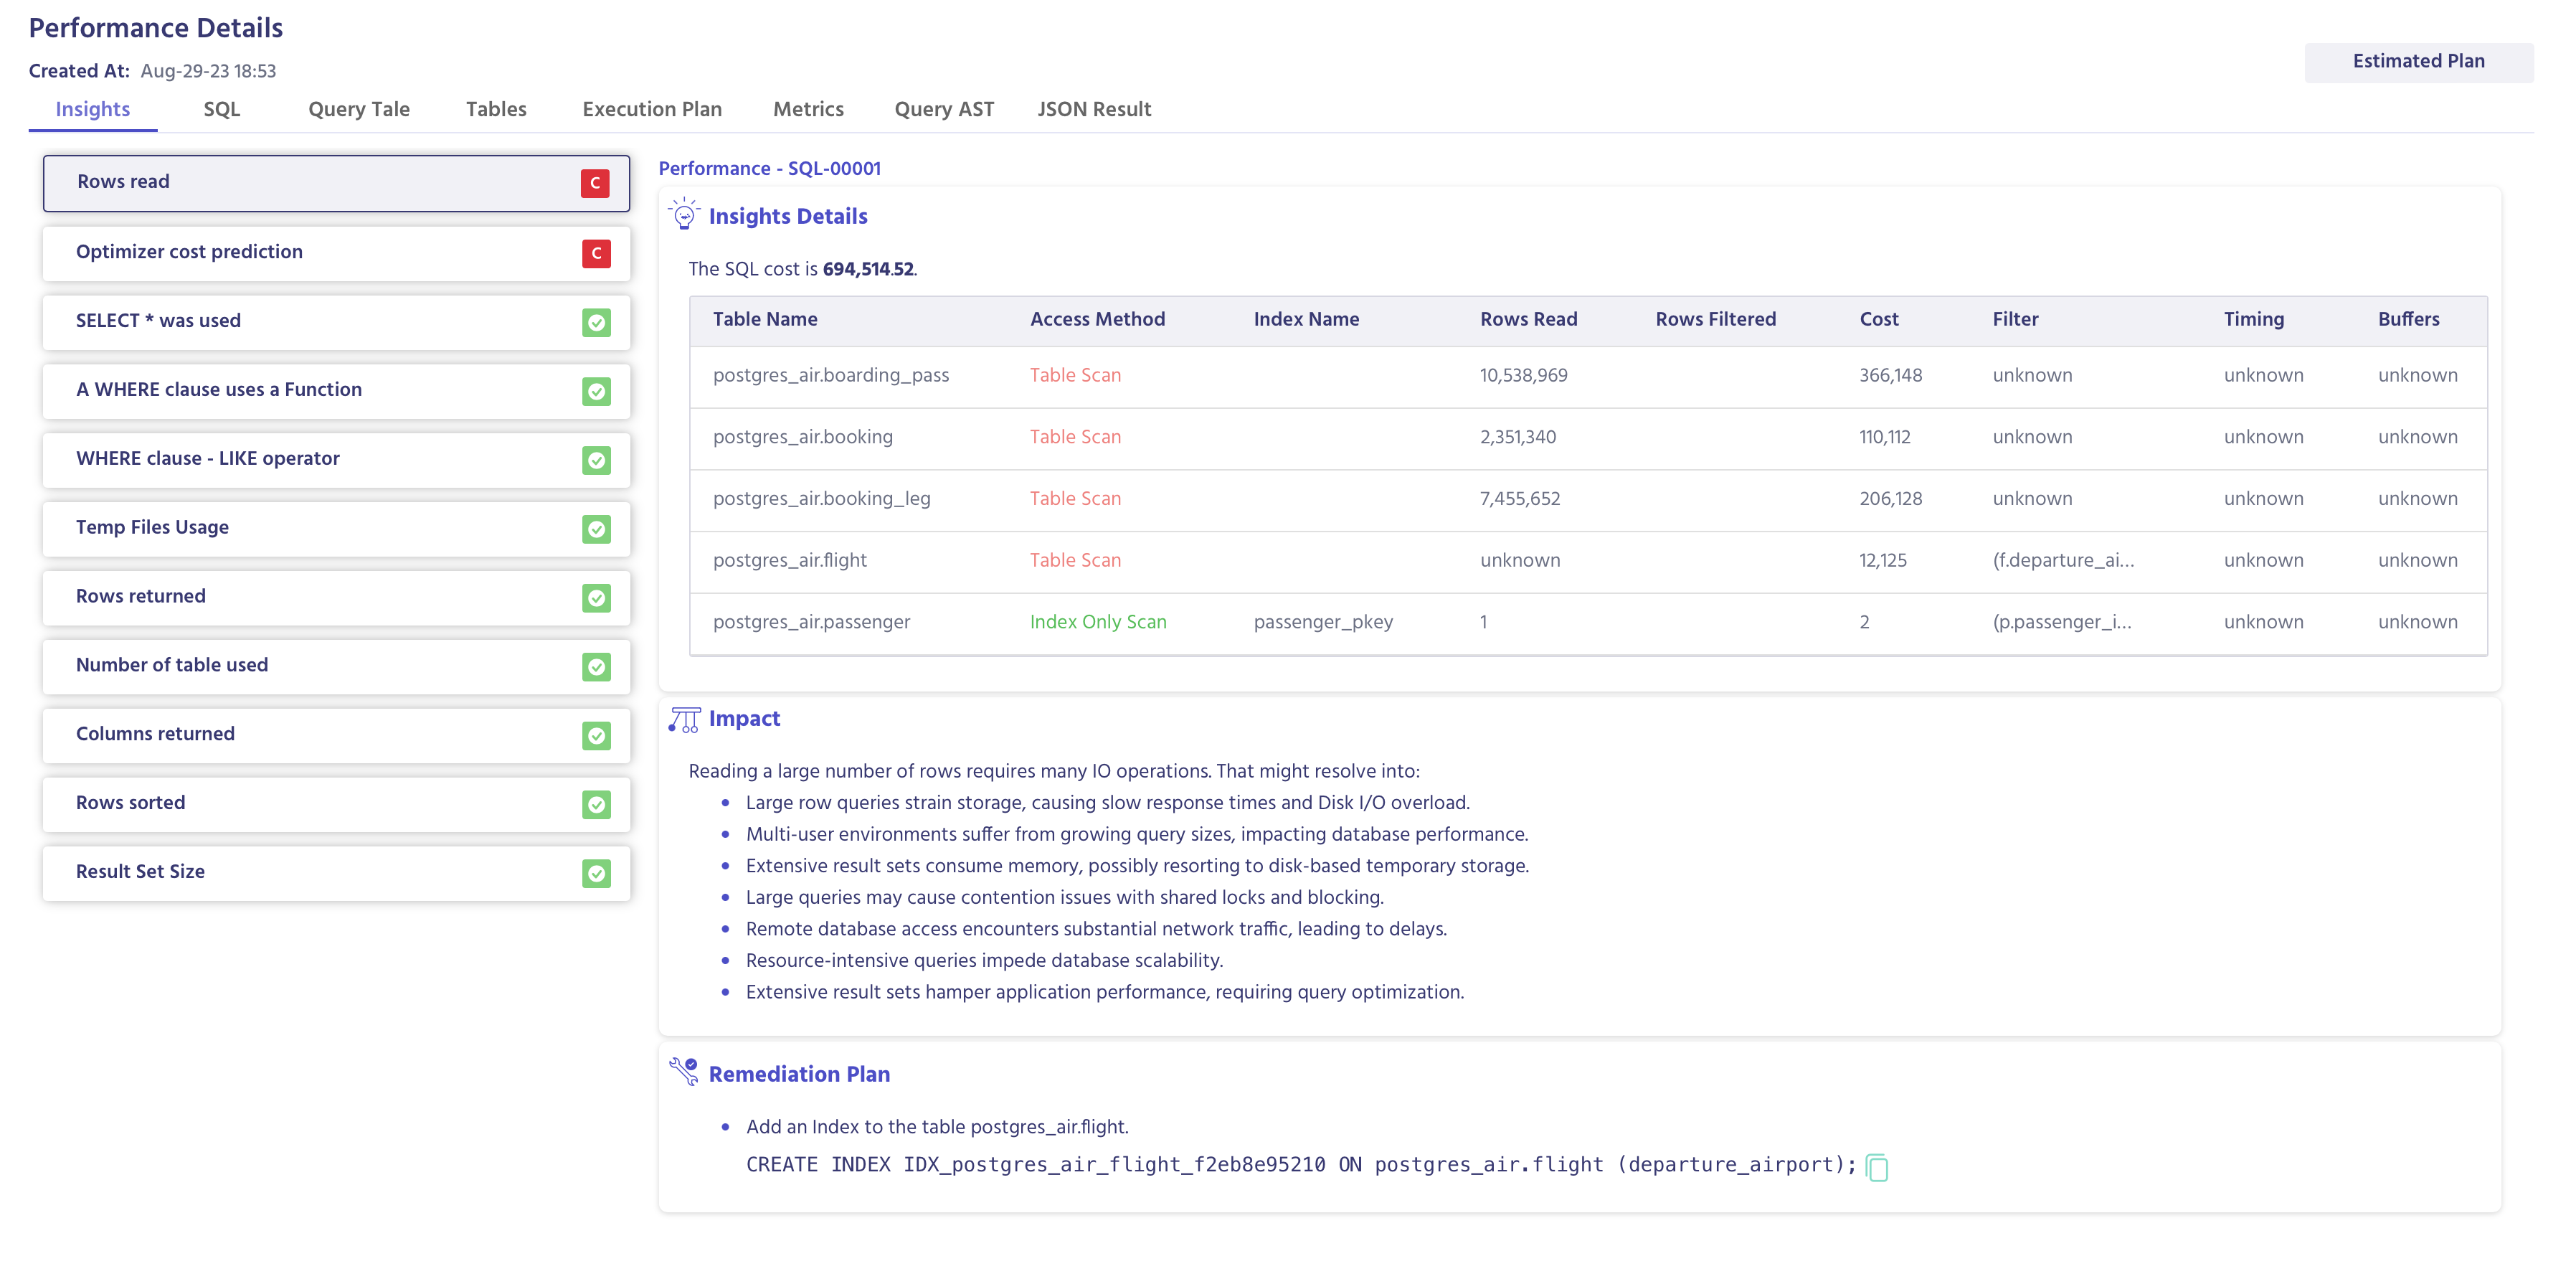 Performance Details
Created At: Aug-29-23 18:53
Estimated Plan
Insights SQL Query Tale Tables Execution Plan Metrics Query AST JSON Result
Rows read C
Optimizer cost prediction C
SELECT * was used
A WHERE clause uses a Function
WHERE clause - LIKE operator
Temp Files Usage
Rows returned
Number of table used
Columns returned
Rows sorted
Result Set Size
Performance - SQL-00001
Insights Details
The SQL cost is 694,514.52.
Table Name Access Method Index Name Rows Read Rows Filtered Cost Filter Timing Buffers
postgres_air.boarding_pass Table Scan 10,538,969 366,148 unknown unknown unknown
postgres_air.booking Table Scan 2,351,340 110,112 unknown unknown unknown
postgres_air.booking_leg Table Scan 7,455,652 206,128 unknown unknown unknown
postgres_air.flight Table Scan unknown 12,125 (f.departure_ai... unknown unknown
postgres_air.passenger Index Only Scan passenger_pkey 1 2 (p.passenger_i... unknown unknown
Impact
Reading a large number of rows requires many IO operations. That might resolve into:
• Large row queries strain storage, causing slow response times and Disk I/O overload.
• Multi-user environments suffer from growing query sizes, impacting database performance.
• Extensive result sets consume memory, possibly resorting to disk-based temporary storage.
• Large queries may cause contention issues with shared locks and blocking.
• Remote database access encounters substantial network traffic, leading to delays.
• Resource-intensive queries impede database scalability.
• Extensive result sets hamper application performance, requiring query optimization.
Remediation Plan
• Add an Index to the table postgres_air.flight.
CREATE INDEX IDX_postgres_air_flight_f2eb8e95210 ON postgres_air.flight (departure_airport);